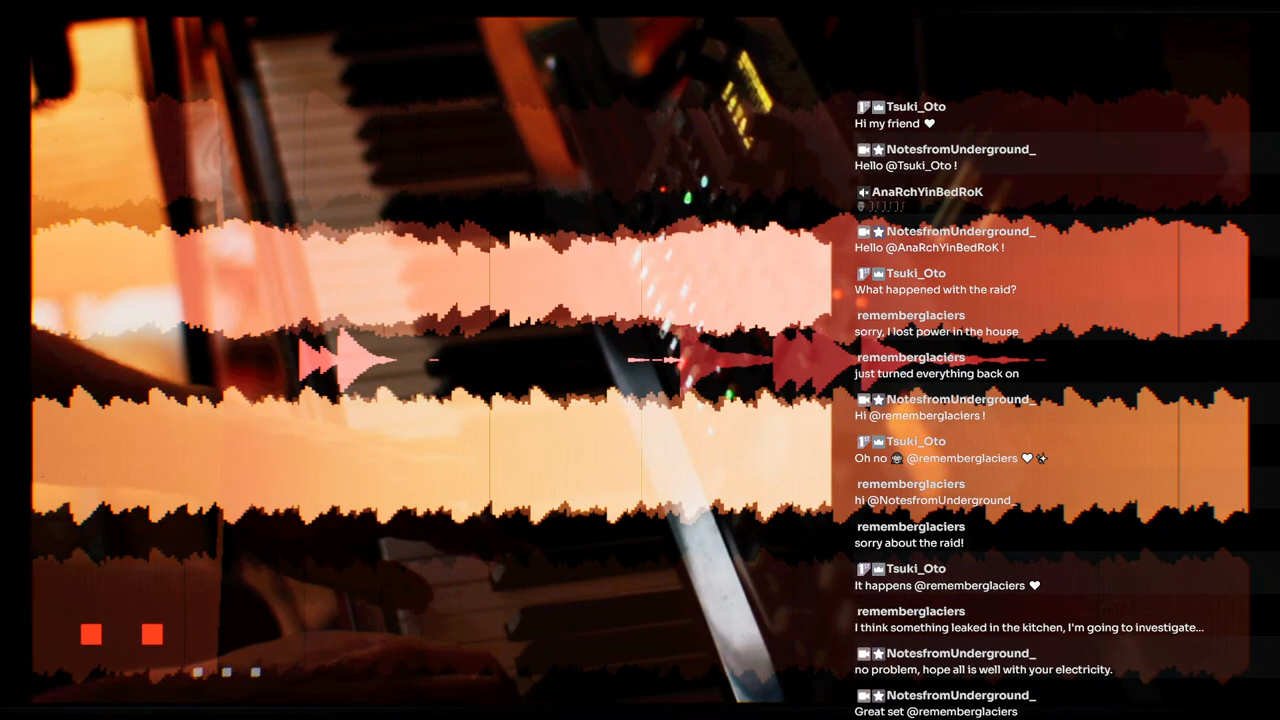 Tsuki_Oto
Hi my friend 🤍
NotesfromUnderground_
Hello @Tsuki_Oto !
AnaRchYinBedRoK
NotesfromUnderground_
Hello @AnaRchYinBedRoK !
Tsuki_Oto
What happened with the raid?
rememberglaciers
sorry, I lost power in the house
rememberglaciers
just turned everything back on
NotesfromUnderground_
Hi @rememberglaciers !
Tsuki_Oto
Oh no @rememberglaciers 🤍 ✨
rememberglaciers
hi @NotesfromUnderground_
rememberglaciers
sorry about the raid!
Tsuki_Oto
It happens @rememberglaciers 🤍
rememberglaciers
I think something leaked in the kitchen, I'm going to investigate...
NotesfromUnderground_
no problem, hope all is well with your electricity.
NotesfromUnderground_
Great set @rememberglaciers